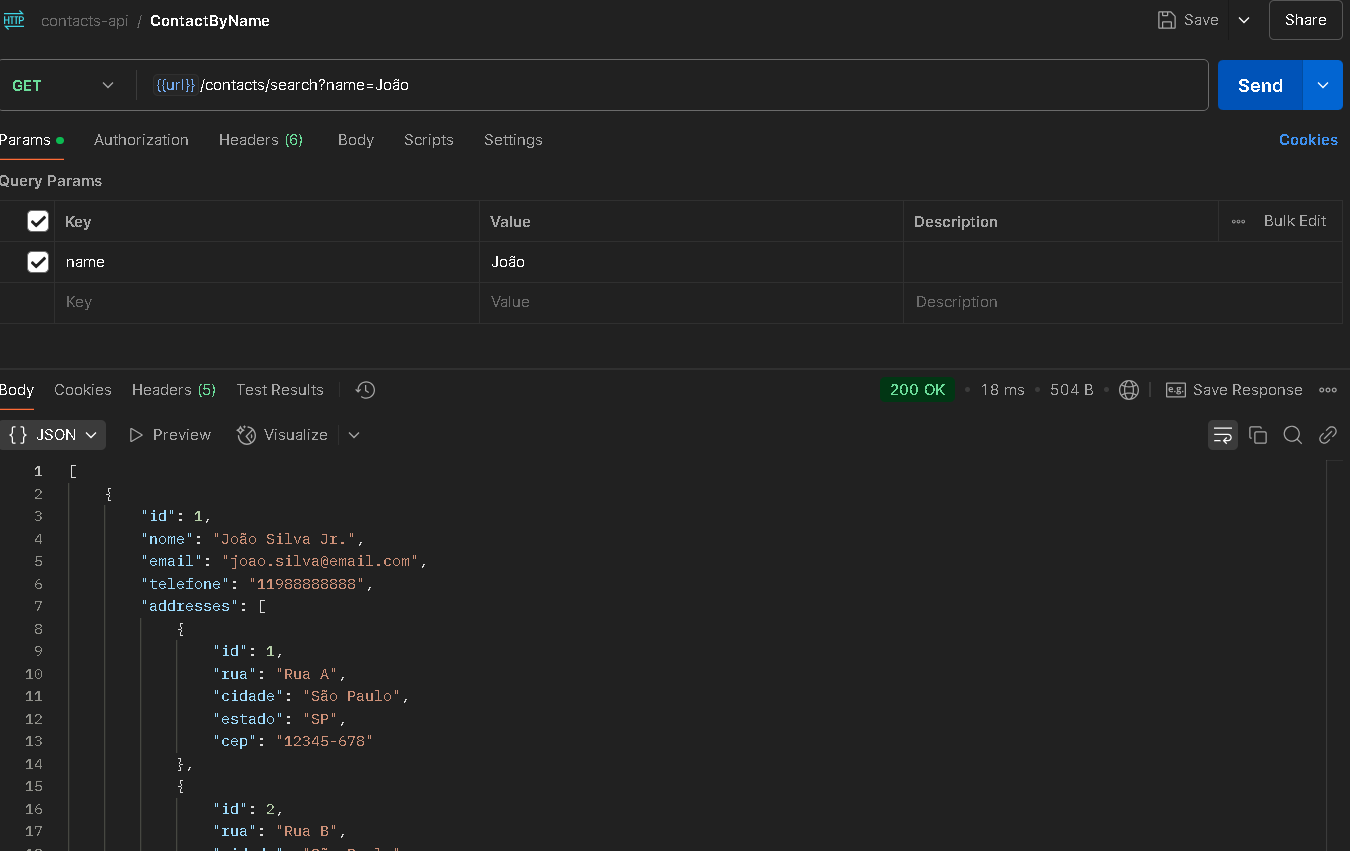 HTTP contacts-api / ContactByName Save Share
GET {{url}} /contacts/search?name=João Send
Params Authorization Headers (6) Body Scripts Settings Cookies
Query Params
Key Value Description Bulk Edit
name João
Key Value Description
Body Cookies Headers (5) Test Results 200 OK 18 ms 504 B e.g. Save Response
{} JSON Preview Visualize
1 [
2 {
3 "id": 1,
4 "nome": "João Silva Jr.",
5 "email": "joao.silva@email.com",
6 "telefone": "11988888888",
7 "addresses": [
8 {
9 "id": 1,
10 "rua": "Rua A",
11 "cidade": "São Paulo",
12 "estado": "SP",
13 "cep": "12345-678"
14 },
15 {
16 "id": 2,
17 "rua": "Rua B",